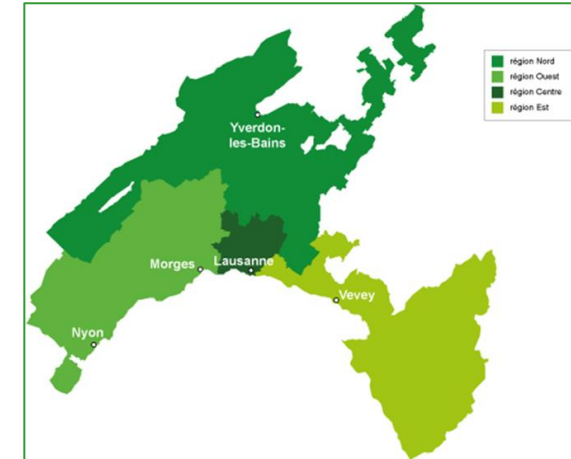 région Nord
région Ouest
région Centre
région Est
Yverdon-
les-Bains
Morges
Lausanne
Vevey
Nyon